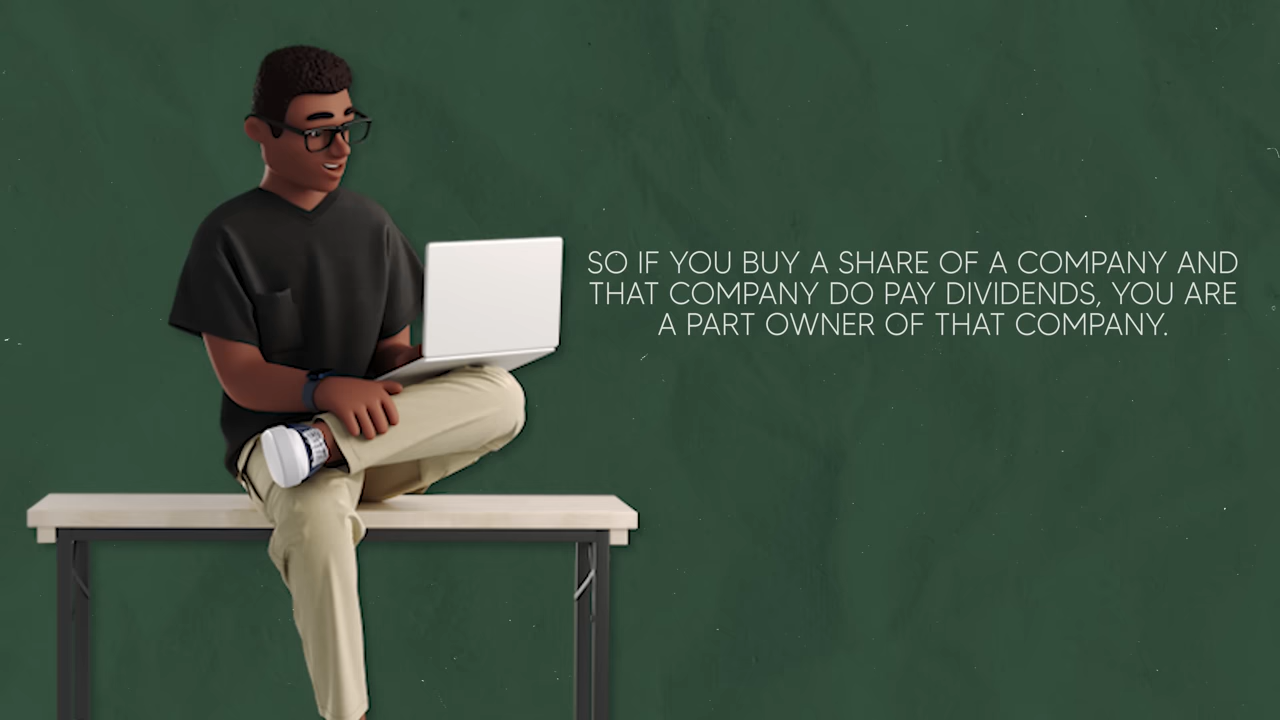 SO IF YOU BUY A SHARE OF A COMPANY AND
THAT COMPANY DO PAY DIVIDENDS, YOU ARE
A PART OWNER OF THAT COMPANY.